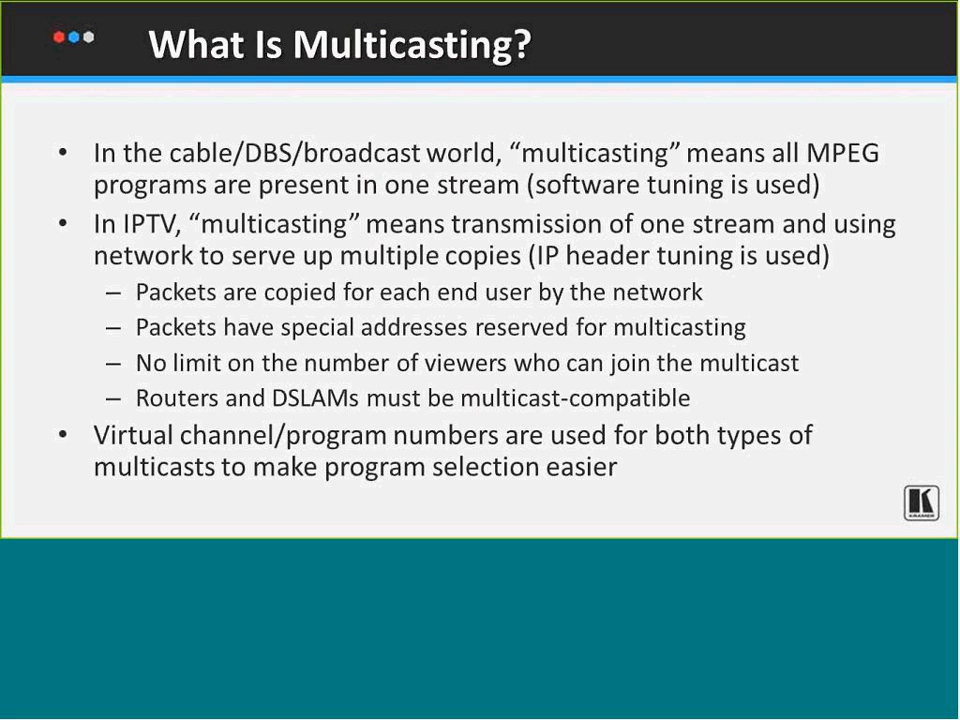 What Is Multicasting?
• In the cable/DBS/broadcast world, “multicasting” means all MPEG
programs are present in one stream (software tuning is used)
• In IPTV, “multicasting” means transmission of one stream and using
network to serve up multiple copies (IP header tuning is used)
– Packets are copied for each end user by the network
– Packets have special addresses reserved for multicasting
– No limit on the number of viewers who can join the multicast
– Routers and DSLAMs must be multicast-compatible
• Virtual channel/program numbers are used for both types of
multicasts to make program selection easier
K
KRAMER